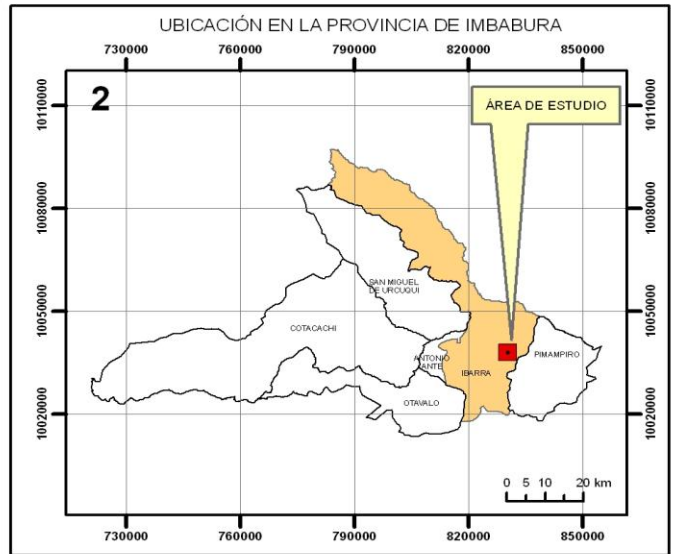 UBICACIÓN EN LA PROVINCIA DE IMBABURA
730000 760000 790000 820000 850000
2
ÁREA DE ESTUDIO
10110000 10110000
10080000 10080000
SAN MIGUEL
DE URCUQUI
10050000 10050000
COTACACHI
ANTONIO
ANTE
IBARRA
PIMAMPIRO
OTAVALO
10020000 10020000
0 5 10 20 km
730000 760000 790000 820000 850000